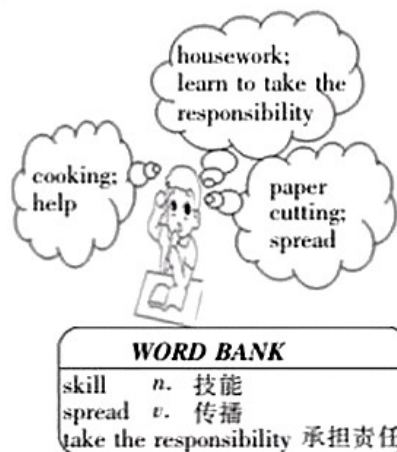 housework;
learn to take the
responsibility
cooking;
help
paper
cutting;
spread
WORD BANK
skill n. 技能
spread v. 传播
take the responsibility 承担责任